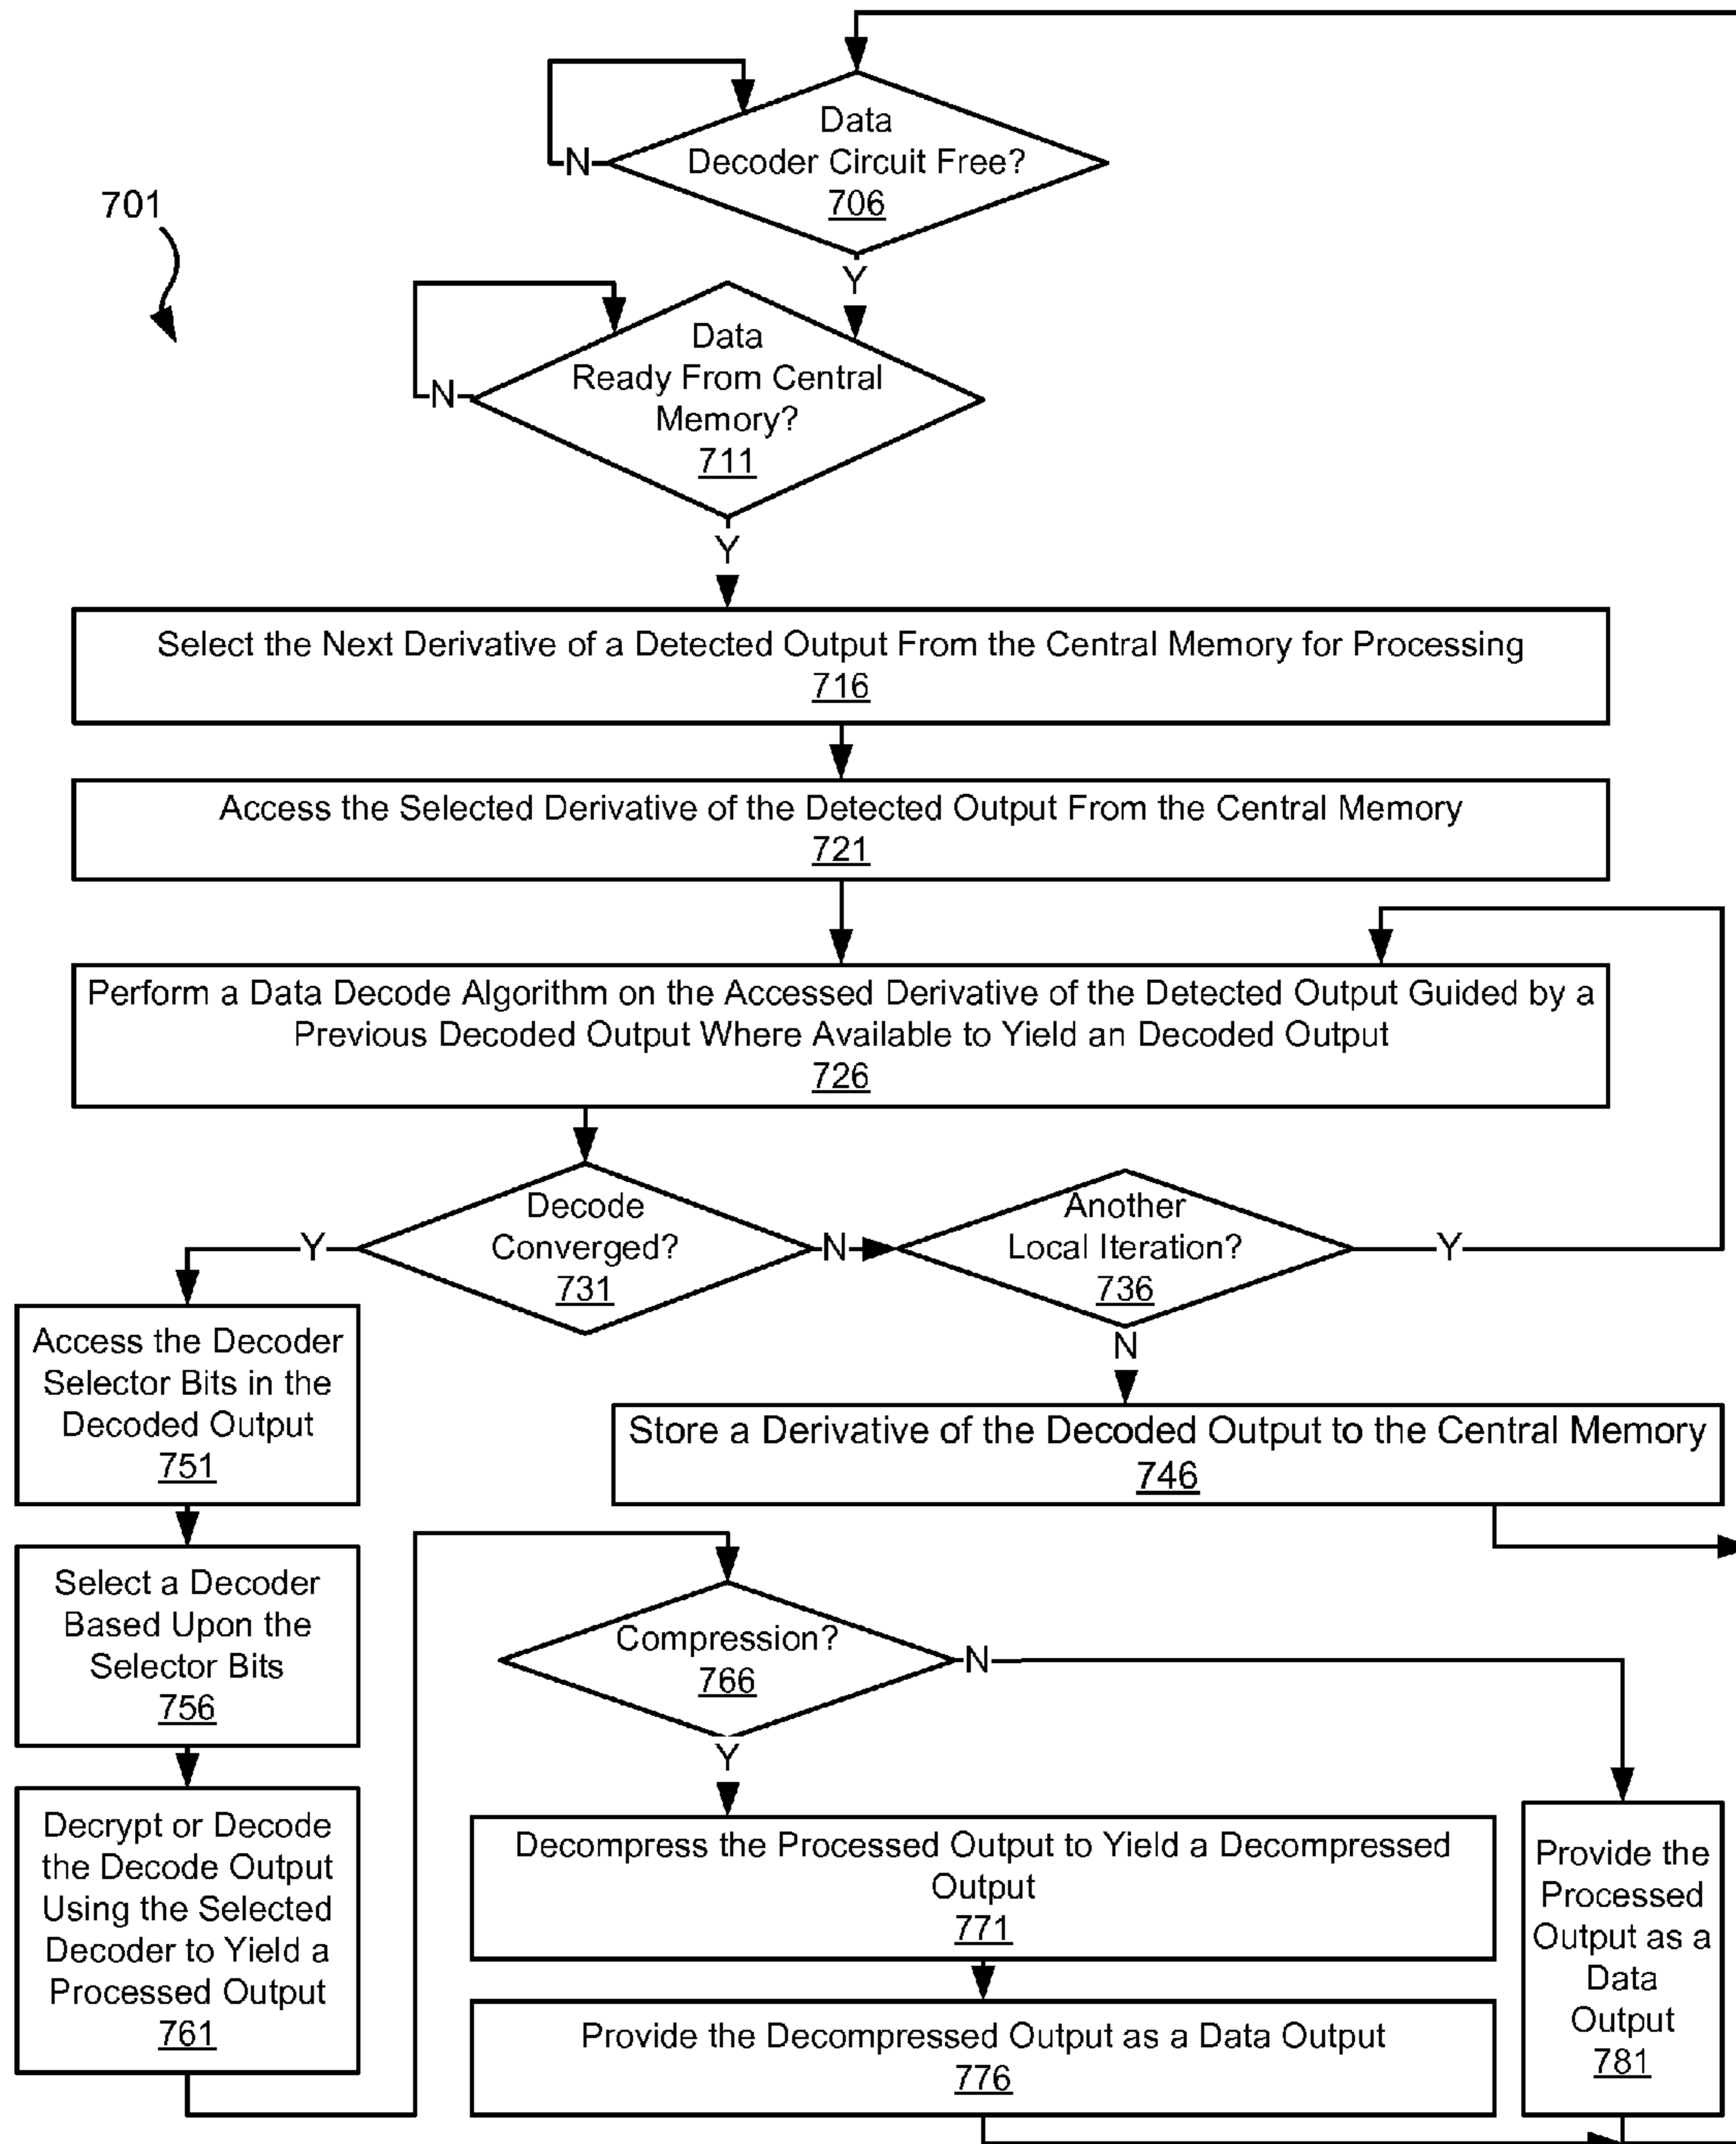 Data
Decoder Circuit Free?
706
N
Y
701
Data
Ready From Central
Memory?
711
N
Y
Select the Next Derivative of a Detected Output From the Central Memory for Processing
716
Access the Selected Derivative of the Detected Output From the Central Memory
721
Perform a Data Decode Algorithm on the Accessed Derivative of the Detected Output Guided by a
Previous Decoded Output Where Available to Yield an Decoded Output
726
Decode
Converged?
731
Y
N
Another
Local Iteration?
736
Y
N
Access the Decoder
Selector Bits in the
Decoded Output
751
Store a Derivative of the Decoded Output to the Central Memory
746
Select a Decoder
Based Upon the
Selector Bits
756
Compression?
766
N
Y
Decrypt or Decode
the Decode Output
Using the Selected
Decoder to Yield a
Processed Output
761
Decompress the Processed Output to Yield a Decompressed
Output
771
Provide the Decompressed Output as a Data Output
776
Provide the
Processed
Output as a
Data
Output
781